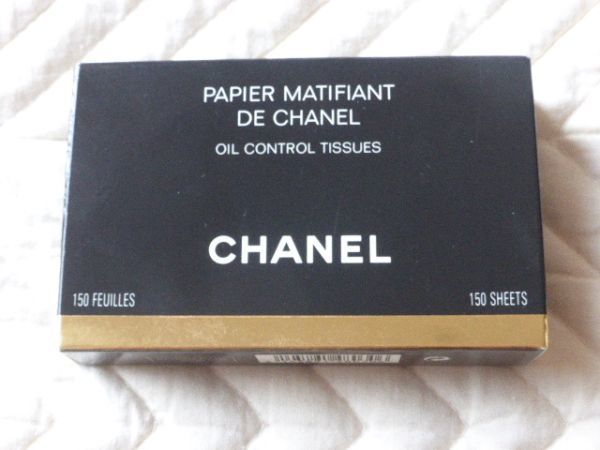 PAPIER MATIFIANT
DE CHANEL
OIL CONTROL TISSUES
CHANEL
150 FEUILLES
150 SHEETS